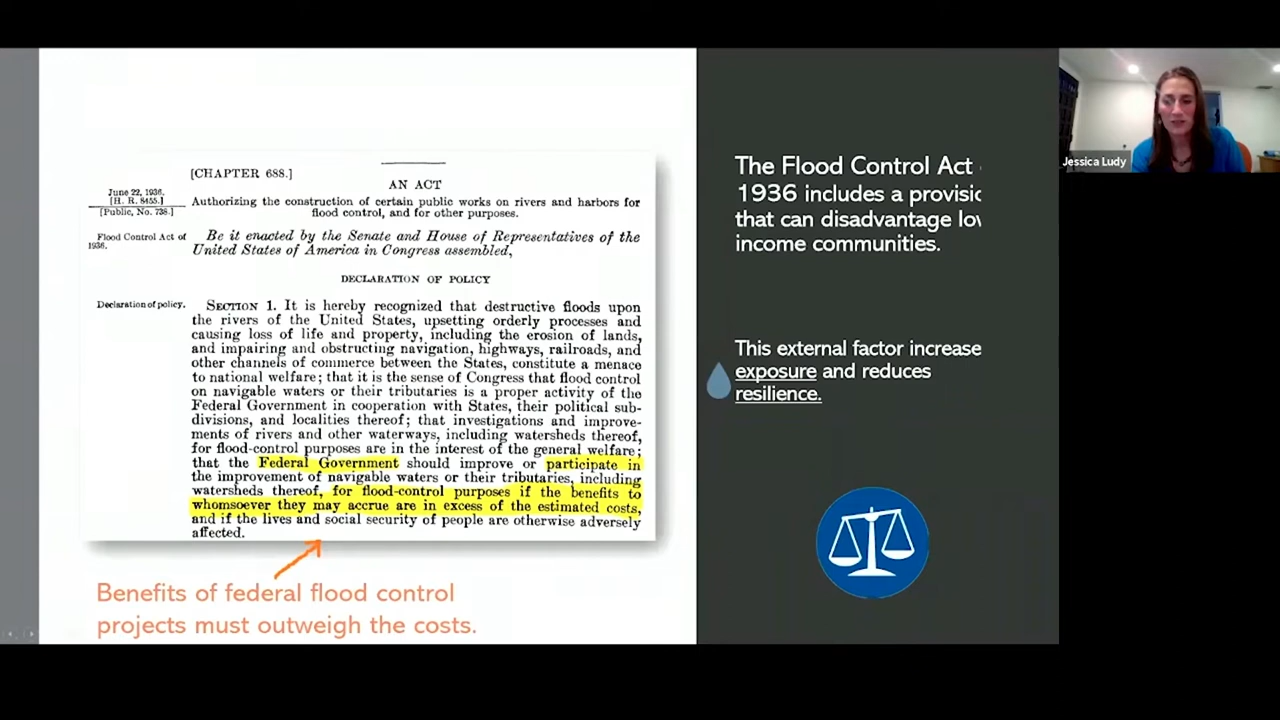 [CHAPTER 688.]
AN ACT
June 22, 1936.
[H. R. 8455.]
[Public, No. 738.]
Authorizing the construction of certain public works on rivers and harbors for
flood control, and for other purposes.
Flood Control Act of
1936.
Be it enacted by the Senate and House of Representatives of the
United States of America in Congress assembled,
DECLARATION OF POLICY
Declaration of policy.
SECTION 1. It is hereby recognized that destructive floods upon
the rivers of the United States, upsetting orderly processes and
causing loss of life and property, including the erosion of lands,
and impairing and obstructing navigation, highways, railroads, and
other channels of commerce between the States, constitute a menace
to national welfare; that it is the sense of Congress that flood control
on navigable waters or their tributaries is a proper activity of the
Federal Government in cooperation with States, their political sub-
divisions, and localities thereof; that investigations and improve-
ments of rivers and other waterways, including watersheds thereof,
for flood-control purposes are in the interest of the general welfare;
that the Federal Government should improve or participate in
the improvement of navigable waters or their tributaries, including
watersheds thereof, for flood-control purposes if the benefits to
whomsoever they may accrue are in excess of the estimated costs,
and if the lives and social security of people are otherwise adversely
affected.
Benefits of federal flood control
projects must outweigh the costs.
The Flood Control Act
1936 includes a provisio
that can disadvantage lo
income communities.
This external factor increase
exposure and reduces
resilience.
Jessica Ludy